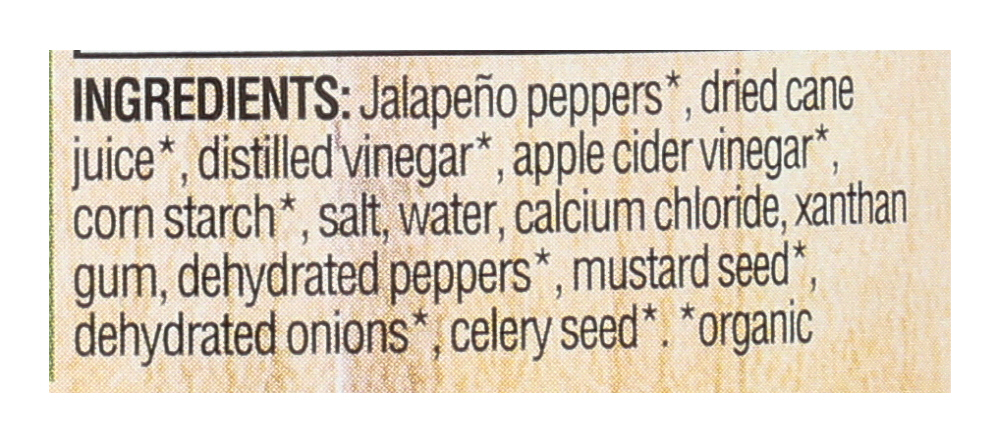 INGREDIENTS: Jalapeño peppers*, dried cane
juice*, distilled vinegar*, apple cider vinegar*,
corn starch*, salt, water, calcium chloride, xanthan
gum, dehydrated peppers*, mustard seed*,
dehydrated onions*, celery seed*. *organic